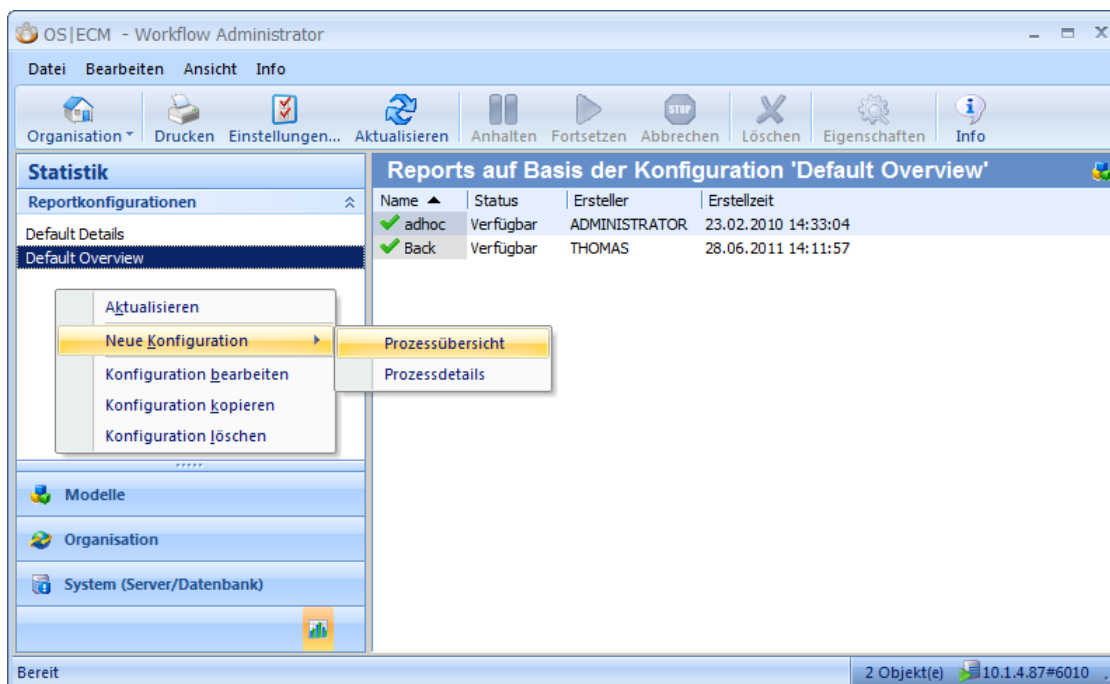 OS|ECM - Workflow Administrator
Datei Bearbeiten Ansicht Info
Organisation Drucken Einstellungen... Aktualisieren Anhalten Fortsetzen STOP Abbrechen Löschen Eigenschaften Info
Statistik
Reportkonfigurationen
Default Details
Default Overview
Aktualisieren
Neue Konfiguration
Konfiguration bearbeiten
Konfiguration kopieren
Konfiguration löschen
Prozessübersicht
Prozessdetails
Modelle
Organisation
System (Server/Datenbank)
Reports auf Basis der Konfiguration 'Default Overview'
Name Status Ersteller Erstellzeit
adhoc Verfügbar ADMINISTRATOR 23.02.2010 14:33:04
Back Verfügbar THOMAS 28.06.2011 14:11:57
Bereit
2 Objekt(e) 10.1.4.87#6010